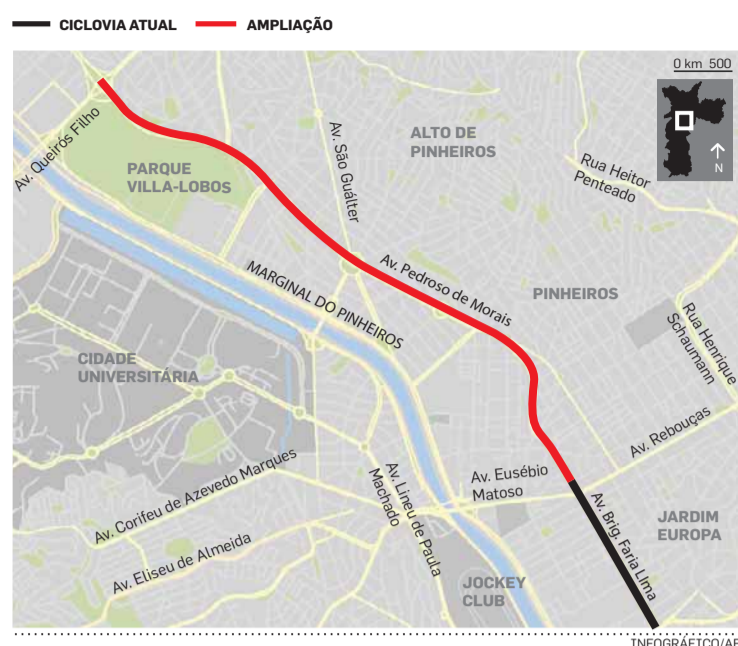 CICLOVIA ATUAL
AMPLIAÇÃO
0 km 500
N
Av. Queirós Filho
PARQUE
VILLA-LOBOS
Av. São Guálter
ALTO DE
PINHEIROS
Rua Heitor
Penteado
MARGINAL DO PINHEIROS
Av. Pedroso de Morais
PINHEIROS
Rua Henrique
Schaumann
CIDADE
UNIVERSITÁRIA
Av. Rebouças
Av. Corifeu de Azevedo Marques
Av. Lineu de Paula
Machado
Av. Eusébio
Matoso
Av. Brig. Faria LIma
JARDIM
EUROPA
Av. Eliseu de Almeida
JOCKEY
CLUB
INFOGRÁFICO/AE